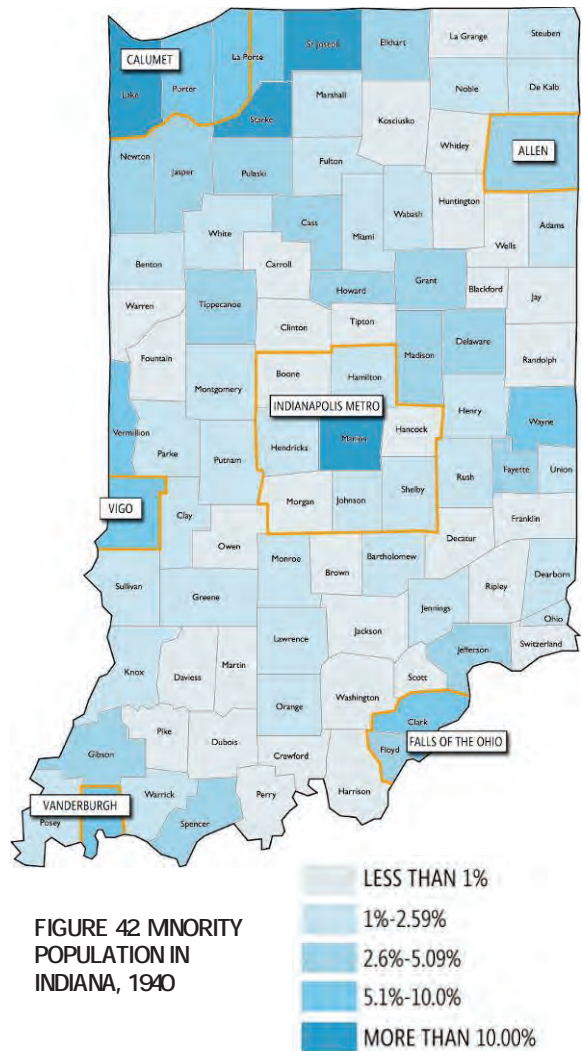 St Joseph
Elkhart
La Grange
Steuben
CALUMET
La Porte
Lake
Porter
Noble
De Kalb
Starke
Marshall
Kosciusko
Whitley
ALLEN
Newton
Jasper
Pulaski
Fulton
Huntington
White
Cass
Miami
Wabash
Wells
Adams
Benton
Carroll
Howard
Grant
Blackford
Jay
Warren
Tippecanoe
Clinton
Tipton
Fountain
Madison
Delaware
Randolph
Boone
Hamilton
Montgomery
INDIANAPOLIS METRO
Henry
Wayne
Vermillion
Parke
Putnam
Hendricks
Marion
Hancock
Fayette
Union
VIGO
Clay
Morgan
Johnson
Shelby
Rush
Franklin
Owen
Decatur
Sullivan
Greene
Monroe
Brown
Bartholomew
Ripley
Dearborn
Jennings
Ohio
Switzerland
Knox
Daviess
Martin
Lawrence
Jackson
Jefferson
Scott
Washington
Orange
Clark
Pike
Dubois
Floyd
FALLS OF THE OHIO
Gibson
Crawford
Harrison
VANDERBURGH
Warrick
Perry
Posey
Spencer
LESS THAN 1%
1%-2.59%
2.6%-5.09%
5.1%-10.0%
MORE THAN 10.00%
FIGURE 42 MNORITY
POPULATION IN
INDIANA, 1940